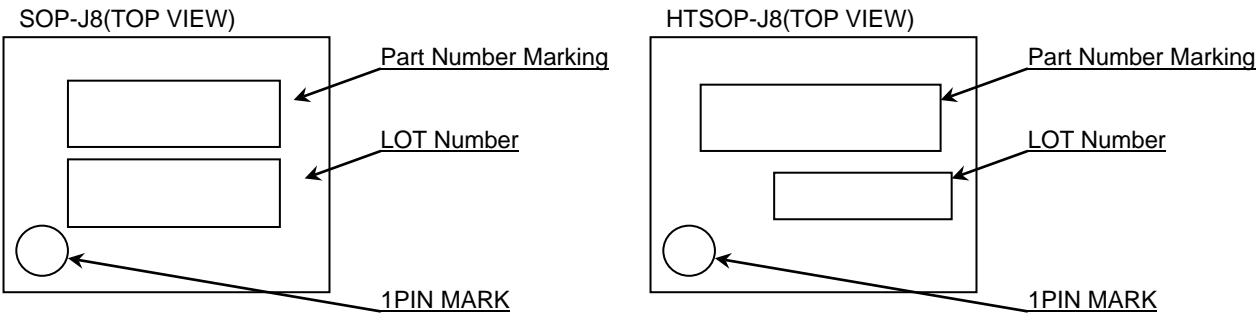 SOP-J8(TOP VIEW)
Part Number Marking
LOT Number
1PIN MARK
HTSOP-J8(TOP VIEW)
Part Number Marking
LOT Number
1PIN MARK